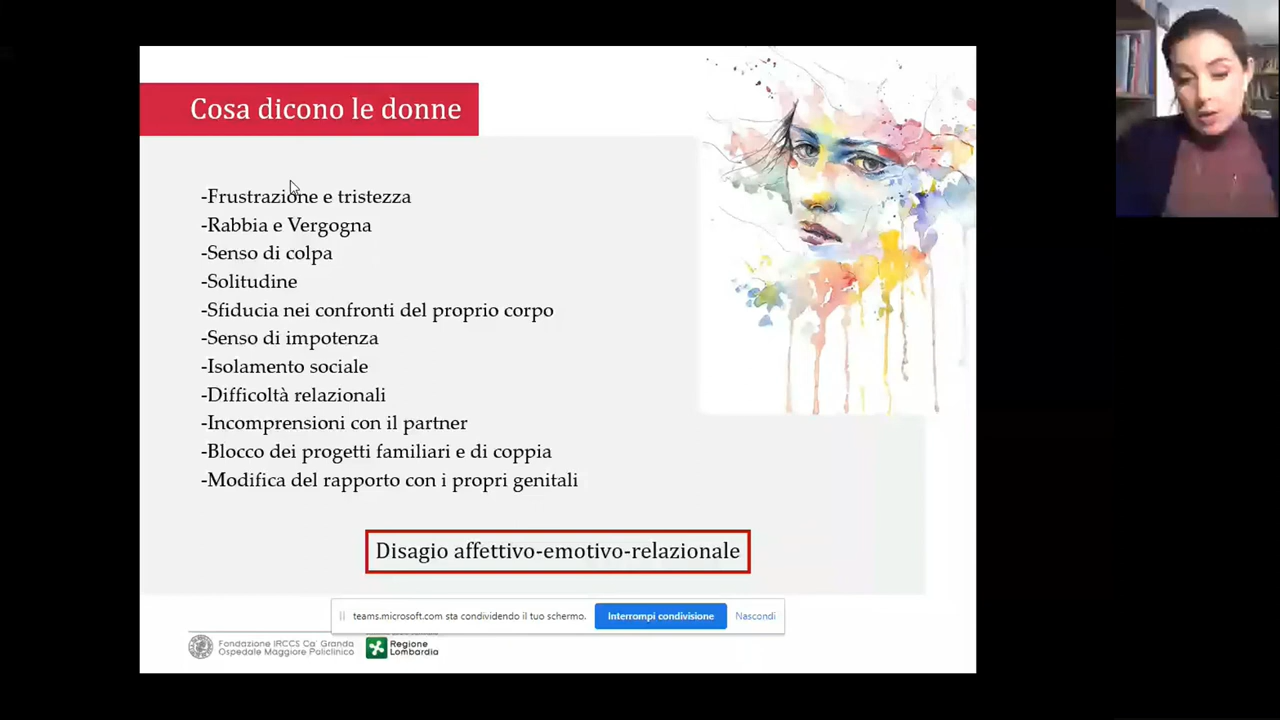 Cosa dicono le donne
-Frustrazione e tristezza
-Rabbia e Vergogna
-Senso di colpa
-Solitudine
-Sfiducia nei confronti del proprio corpo
-Senso di impotenza
-Isolamento sociale
-Difficoltà relazionali
-Incomprensioni con il partner
-Blocco dei progetti familiari e di coppia
-Modifica del rapporto con i propri genitali
Disagio affettivo-emotivo-relazionale
teams.microsoft.com sta condividendo il tuo schermo. Interrompi condivisione Nascondi
Fondazione IRCCS Ca' Granda
Ospedale Maggiore Policlinico
Regione
Lombardia